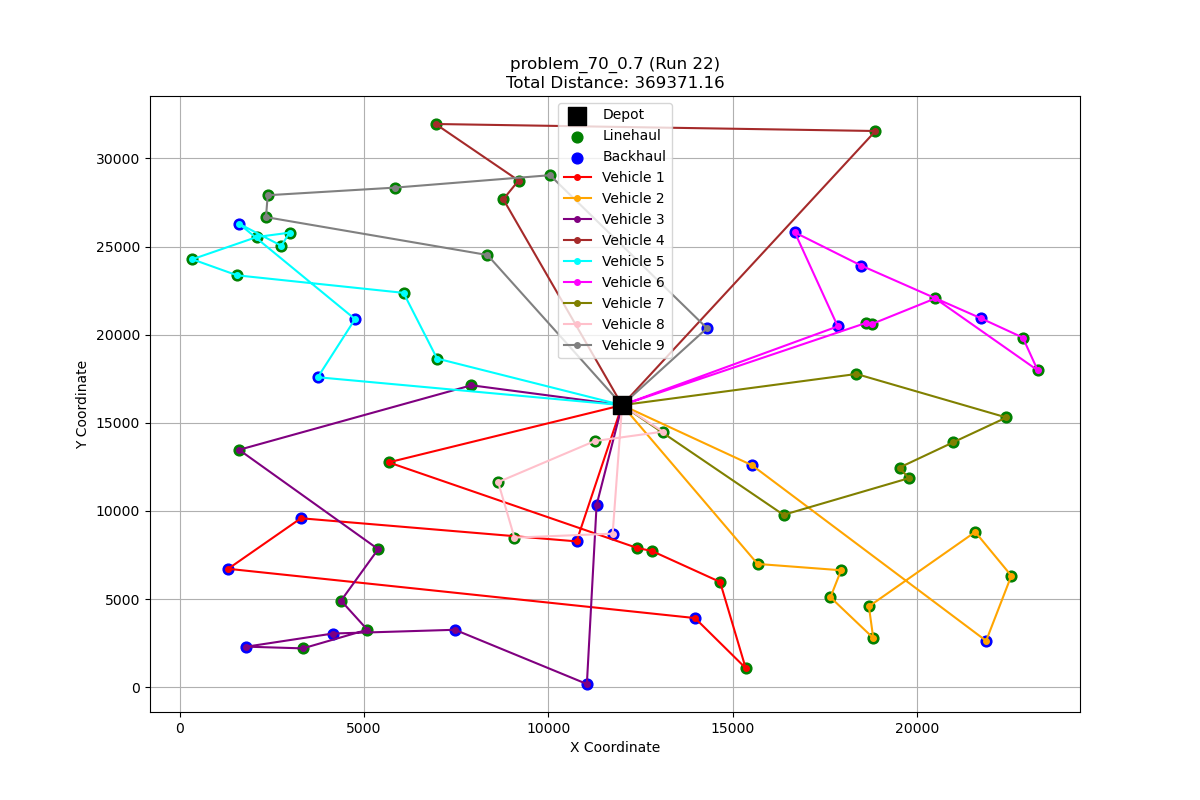 problem_70_0.7 (Run 22)
Total Distance: 369371.16
Depot
Linehaul
Backhaul
Vehicle 1
Vehicle 2
Vehicle 3
Vehicle 4
Vehicle 5
Vehicle 6
Vehicle 7
Vehicle 8
Vehicle 9
30000
25000
20000
15000
10000
5000
0
Y Coordinate
0
5000
10000
15000
20000
X Coordinate